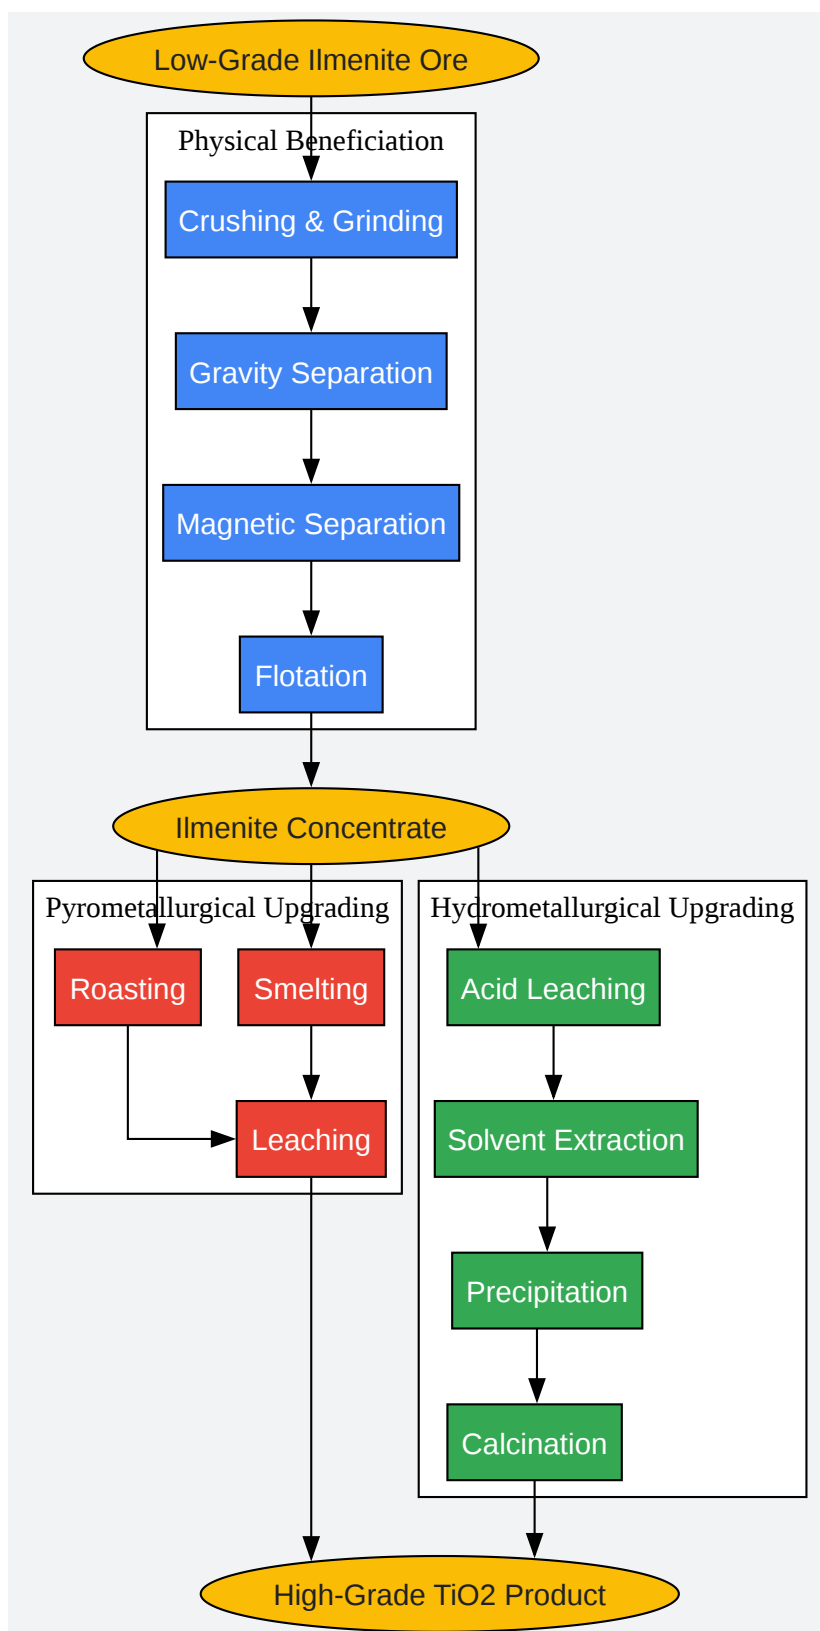 Low-Grade Ilmenite Ore
Physical Beneficiation
Crushing & Grinding
Gravity Separation
Magnetic Separation
Flotation
Ilmenite Concentrate
Pyrometallurgical Upgrading
Roasting
Smelting
Leaching
Hydrometallurgical Upgrading
Acid Leaching
Solvent Extraction
Precipitation
Calcination
High-Grade TiO2 Product